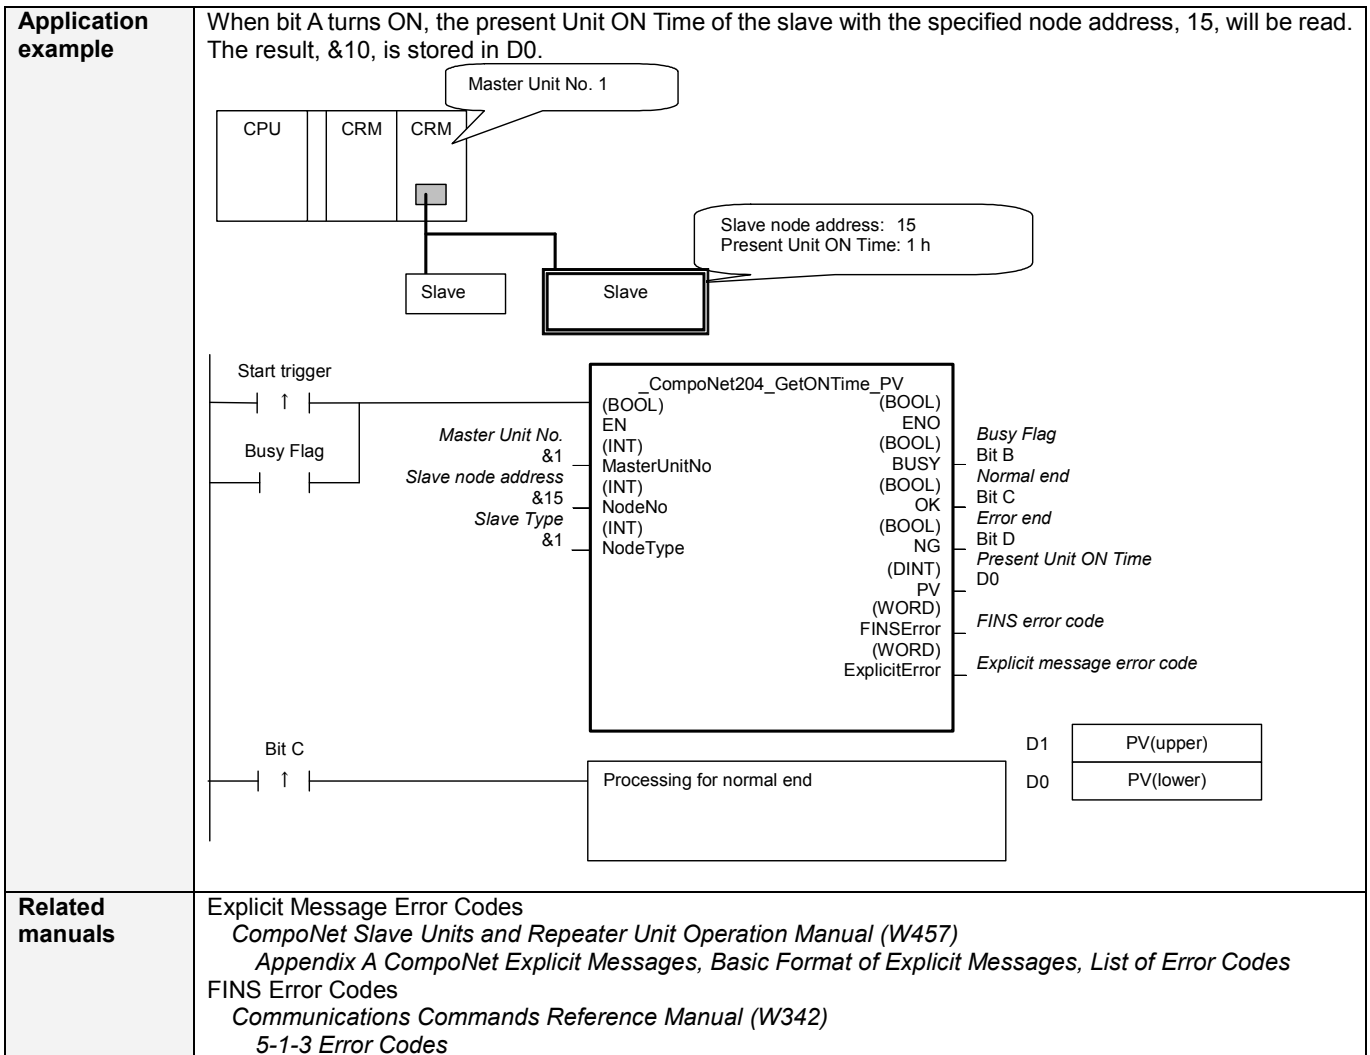 Application
example
When bit A turns ON, the present Unit ON Time of the slave with the specified node address, 15, will be read.
The result, &10, is stored in D0.
Master Unit No. 1
CPU
CRM
CRM
Slave node address: 15
Present Unit ON Time: 1 h
Slave
Slave
Start trigger
↑
Busy Flag
Master Unit No.
&1
Slave node address
&15
Slave Type
&1
_CompoNet204_GetONTime_PV
(BOOL)
EN
(INT)
MasterUnitNo
(INT)
NodeNo
(INT)
NodeType
(BOOL)
ENO
(BOOL)
BUSY
(BOOL)
OK
(BOOL)
NG
(DINT)
PV
(WORD)
FINSError
(WORD)
ExplicitError
Busy Flag
Bit B
Normal end
Bit C
Error end
Bit D
Present Unit ON Time
D0
FINS error code
Explicit message error code
Bit C
↑
Processing for normal end
D1
PV(upper)
D0
PV(lower)
Related
manuals
Explicit Message Error Codes
CompoNet Slave Units and Repeater Unit Operation Manual (W457)
Appendix A CompoNet Explicit Messages, Basic Format of Explicit Messages, List of Error Codes
FINS Error Codes
Communications Commands Reference Manual (W342)
5-1-3 Error Codes